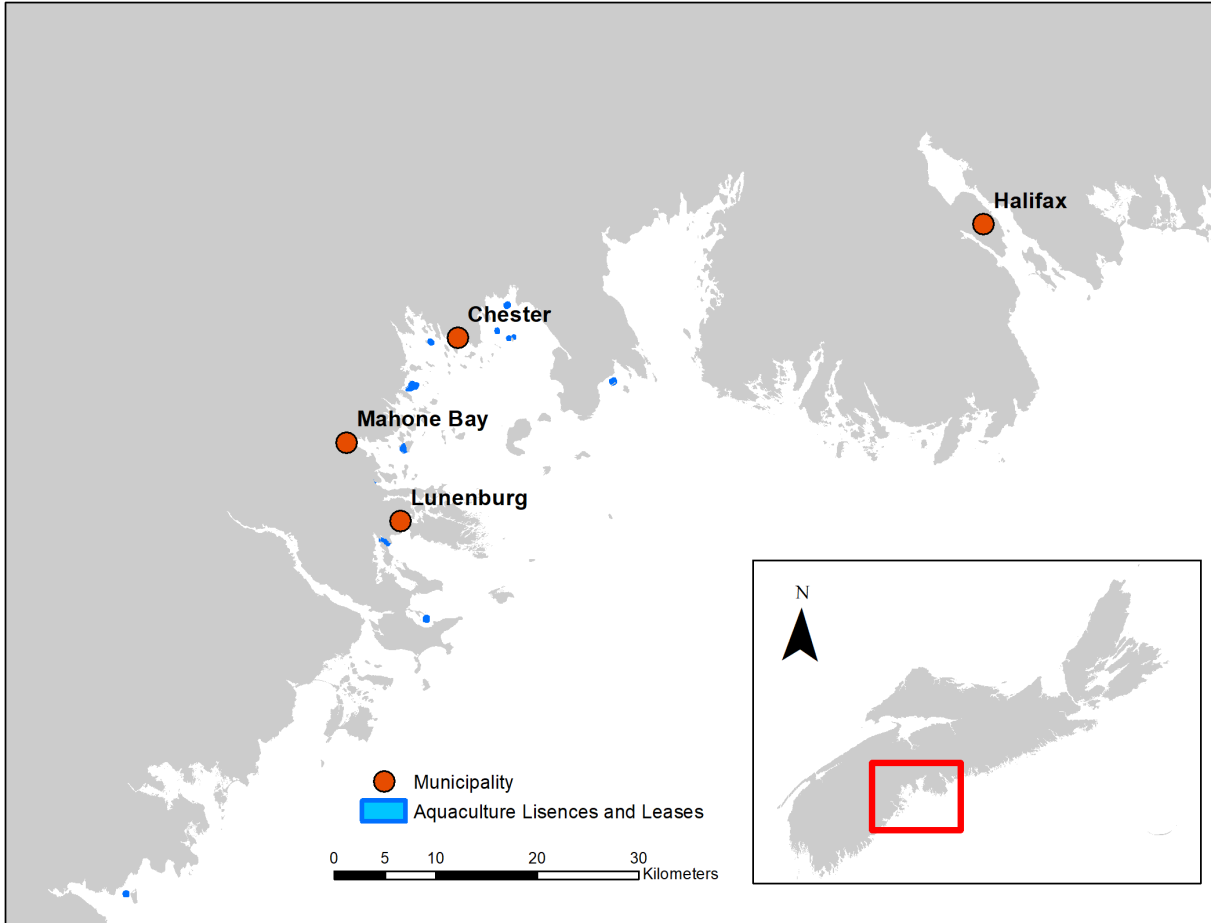 Halifax
Chester
Mahone Bay
Lunenburg
N
Municipality
Aquaculture Lisences and Leases
0 5 10 20 30
Kilometers